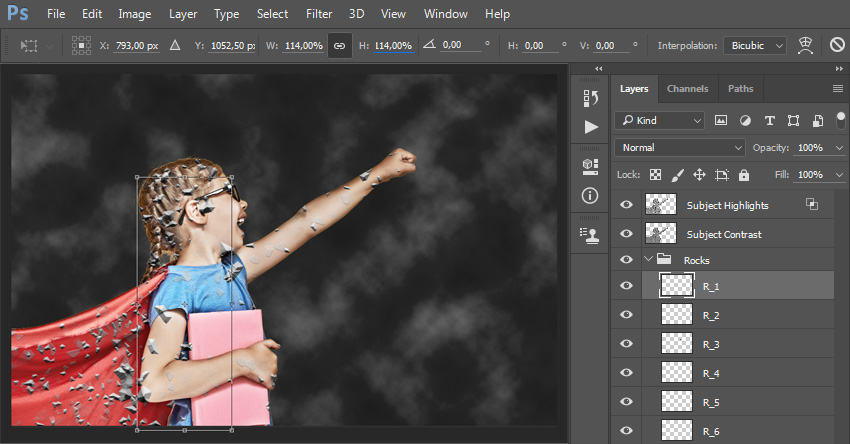 Ps File Edit Image Layer Type Select Filter 3D View Window Help
X: 793,00 px Y: 1052,50 px W: 114,00% H: 114,00% 0,00 ° H: 0,00 ° V: 0,00 ° Interpolation: Bicubic
Layers Channels Paths
Kind
Normal Opacity: 100%
Lock: Fill: 100%
Subject Highlights
Subject Contrast
Rocks
R_1
R_2
R_3
R_4
R_5
R_6